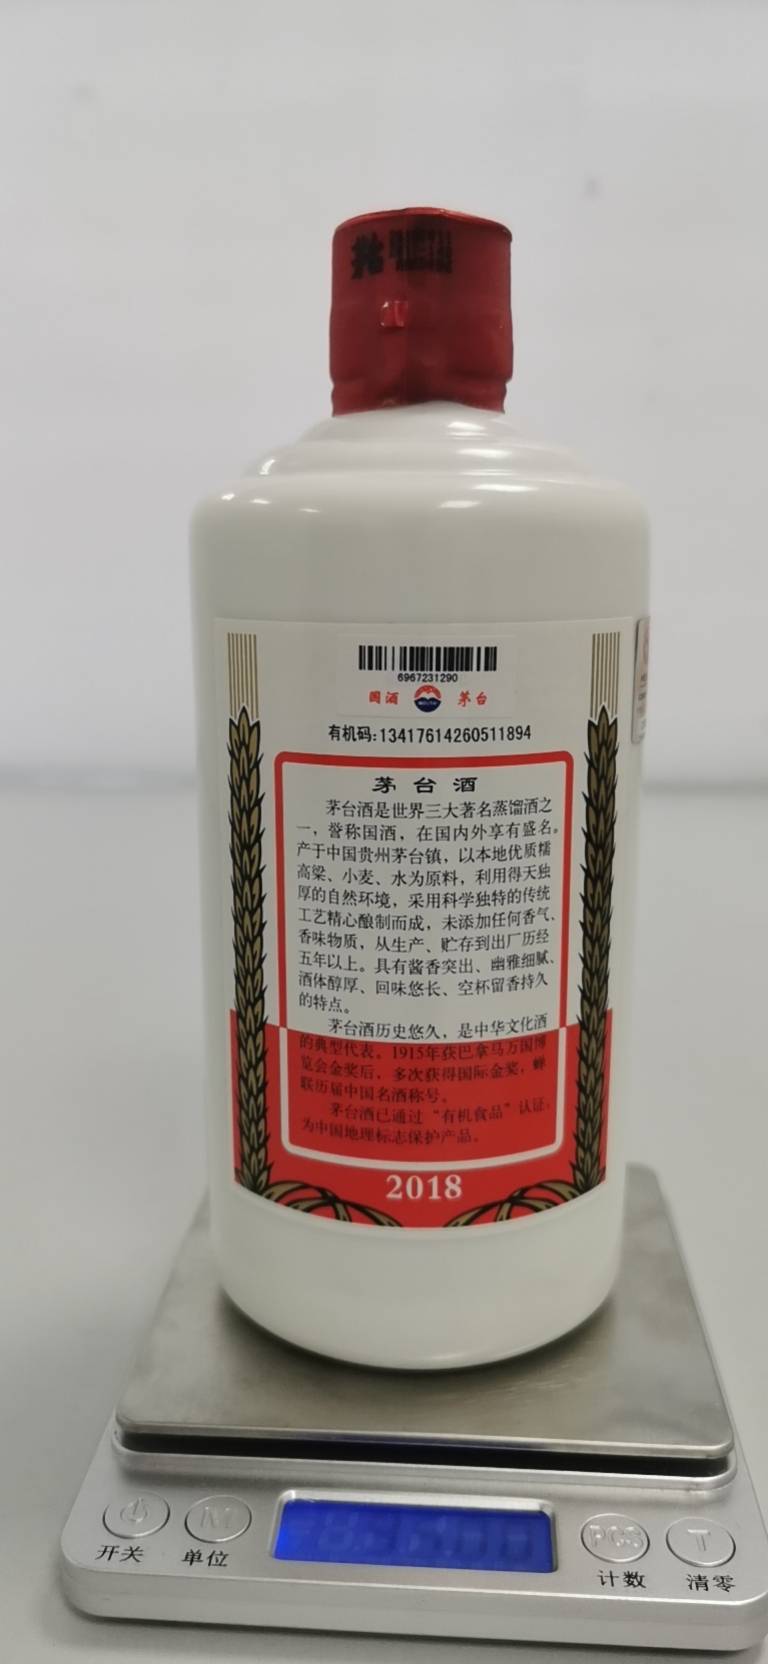 6967231290
国酒 茅台
有机码:13417614260511894
茅台酒
茅台酒是世界三大著名蒸馏酒之
一，誉称国酒，在国内外享有盛名。
产于中国贵州茅台镇，以本地优质糯
高粱、小麦、水为原料，利用得天独
厚的自然环境，采用科学独特的传统
工艺精心酿制而成，未添加任何香气、
香味物质，从生产、贮存到出厂历经
五年以上。具有酱香突出、幽雅细腻、
酒体醇厚、回味悠长、空杯留香持久
的特点。
茅台酒历史悠久，是中华文化酒
的典型代表。1915年获巴拿马万国博
览会金奖后，多次获得国际金奖，蝉
联历届中国名酒称号。
茅台酒已通过“有机食品”认证，
为中国地理标志保护产品。
2018
M PCS T
开关 单位 计数 清零